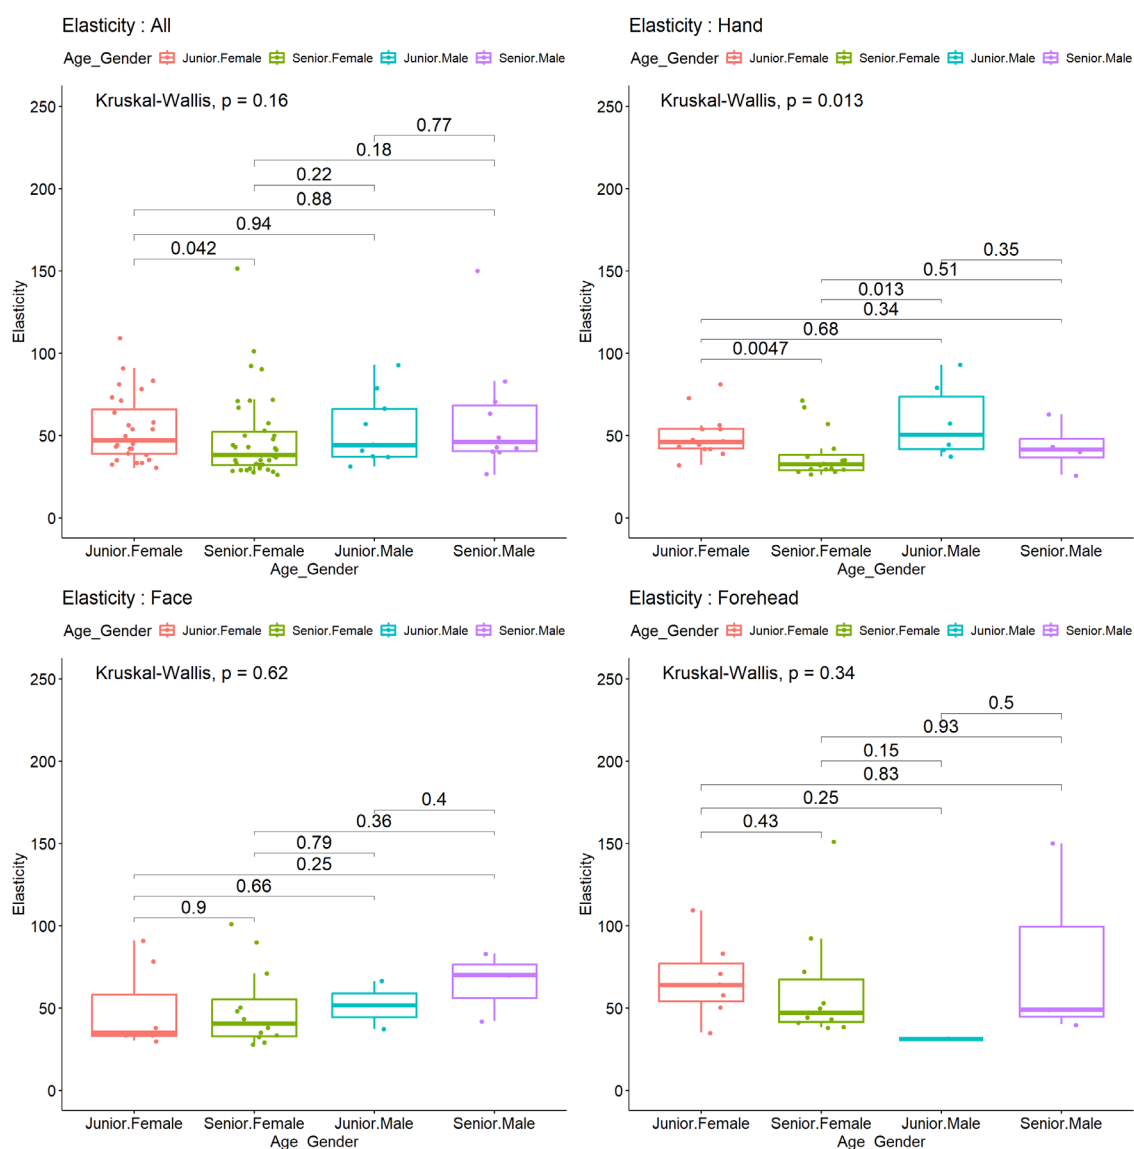 Elasticity : All
Age_Gender Junior.Female Senior.Female Junior.Male Senior.Male
Kruskal-Wallis, p = 0.16
250
200
150
100
50
0
Elasticity
0.77
0.18
0.22
0.88
0.94
0.042
Junior.Female Senior.Female Junior.Male Senior.Male
Age_Gender
Elasticity : Hand
Age_Gender Junior.Female Senior.Female Junior.Male Senior.Male
Kruskal-Wallis, p = 0.013
250
200
150
100
50
0
Elasticity
0.35
0.51
0.013
0.34
0.68
0.0047
Junior.Female Senior.Female Junior.Male Senior.Male
Age_Gender
Elasticity : Face
Age_Gender Junior.Female Senior.Female Junior.Male Senior.Male
Kruskal-Wallis, p = 0.62
250
200
150
100
50
0
Elasticity
0.4
0.36
0.79
0.25
0.66
0.9
Junior.Female Senior.Female Junior.Male Senior.Male
Age_Gender
Elasticity : Forehead
Age_Gender Junior.Female Senior.Female Junior.Male Senior.Male
Kruskal-Wallis, p = 0.34
250
200
150
100
50
0
Elasticity
0.5
0.93
0.15
0.83
0.25
0.43
Junior.Female Senior.Female Junior.Male Senior.Male
Age_Gender